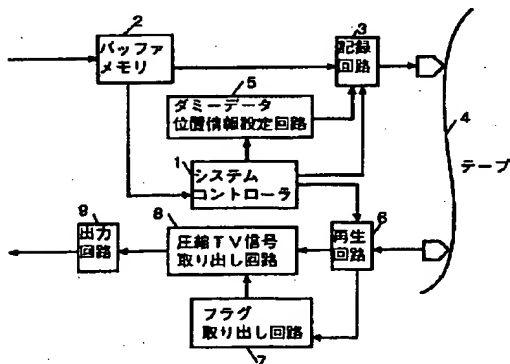 2
バッファ
メモリ
3
記録
回路
5
ダミーデータ
位置情報設定回路
4
テープ
1
システム
コントローラ
9
出力
回路
8
圧縮TV信号
取り出し回路
6
再生
回路
フラグ
取り出し回路
7